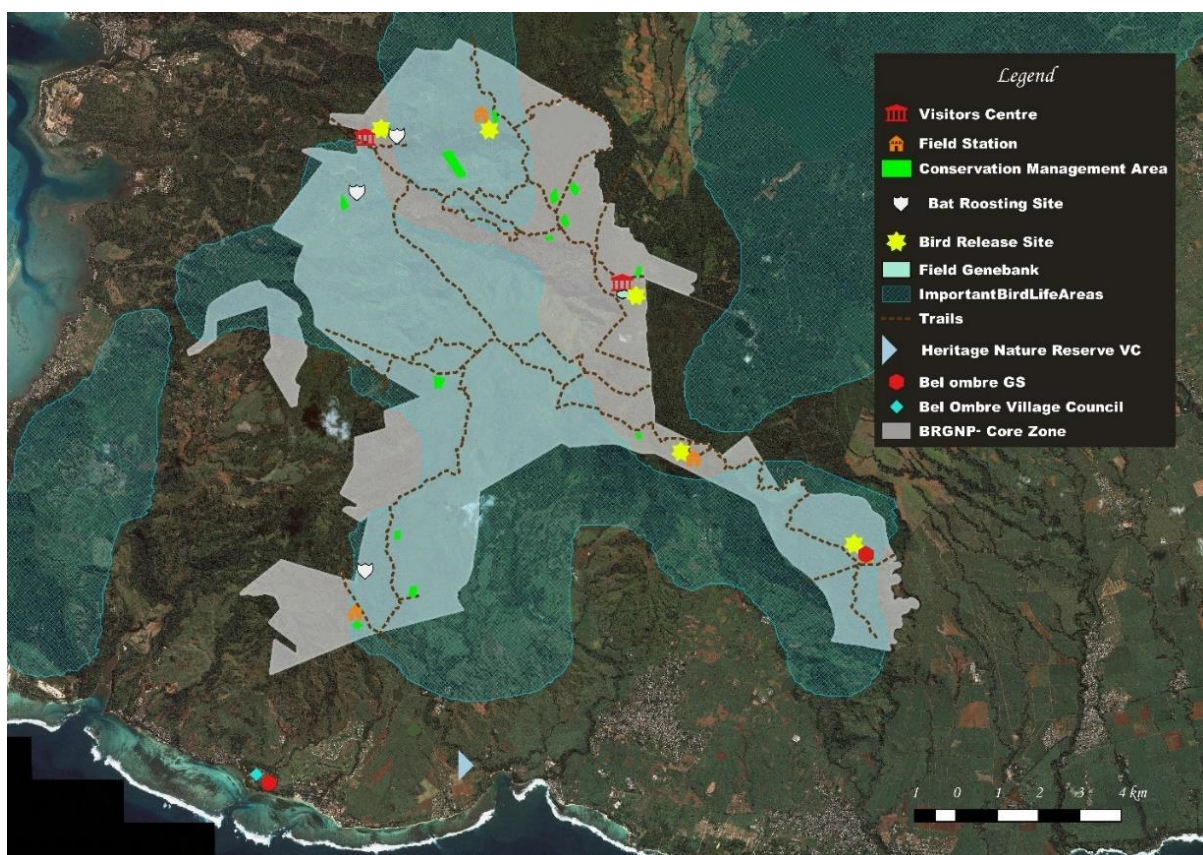 Legend
Visitors Centre
Field Station
Conservation Management Area
Bat Roosting Site
Bird Release Site
Field Genebank
ImportantBirdLifeAreas
Trails
Heritage Nature Reserve VC
Bel ombre GS
Bel Ombre Village Council
BRGNP- Core Zone
1 0 1 2 3 4 km